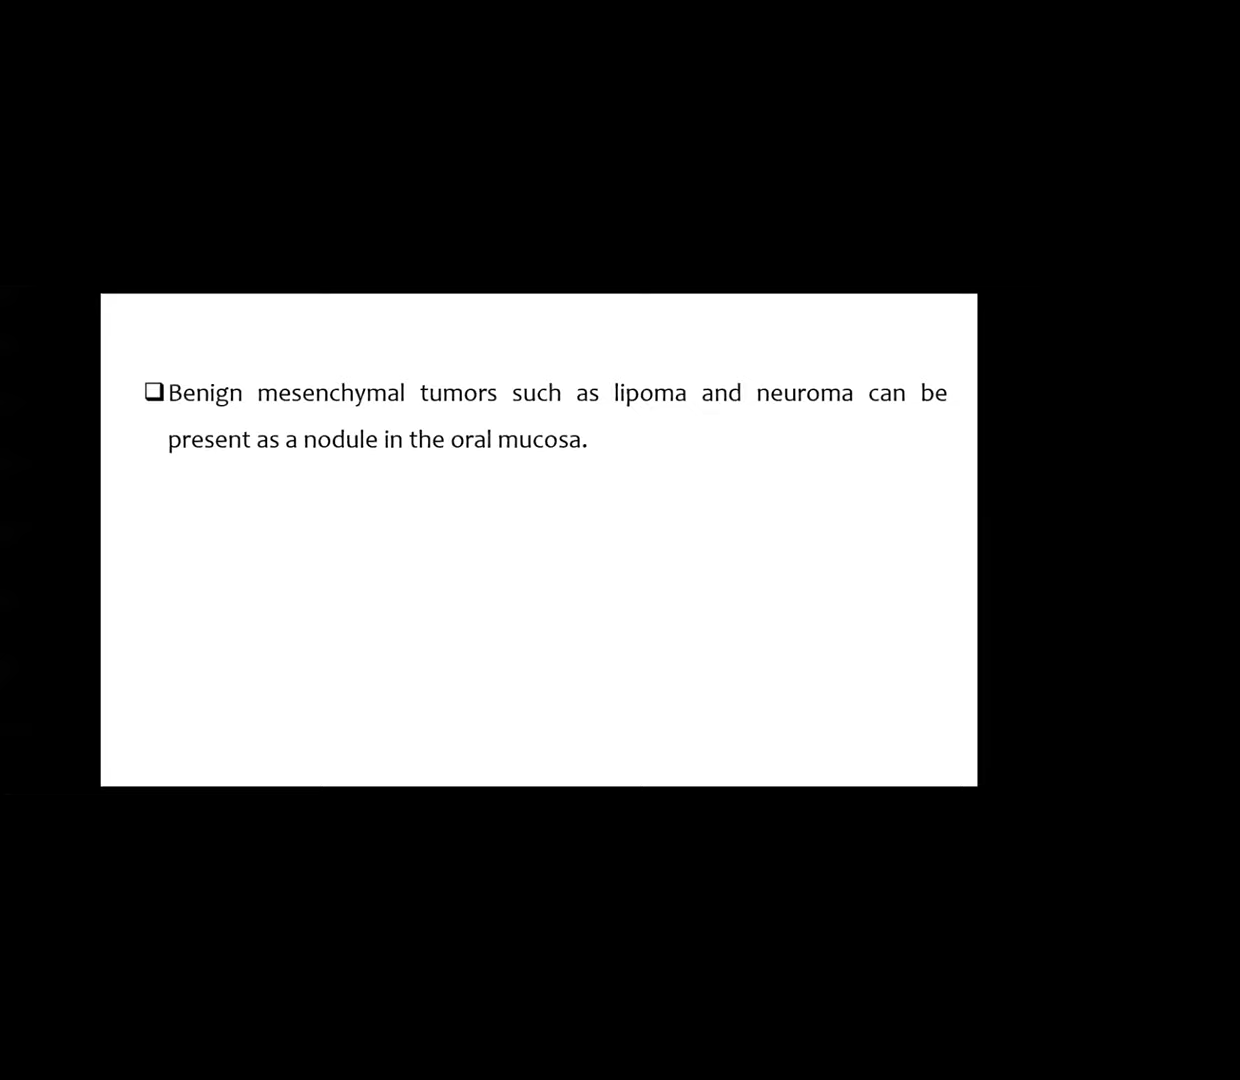 ❑Benign mesenchymal tumors such as lipoma and neuroma can be
present as a nodule in the oral mucosa.